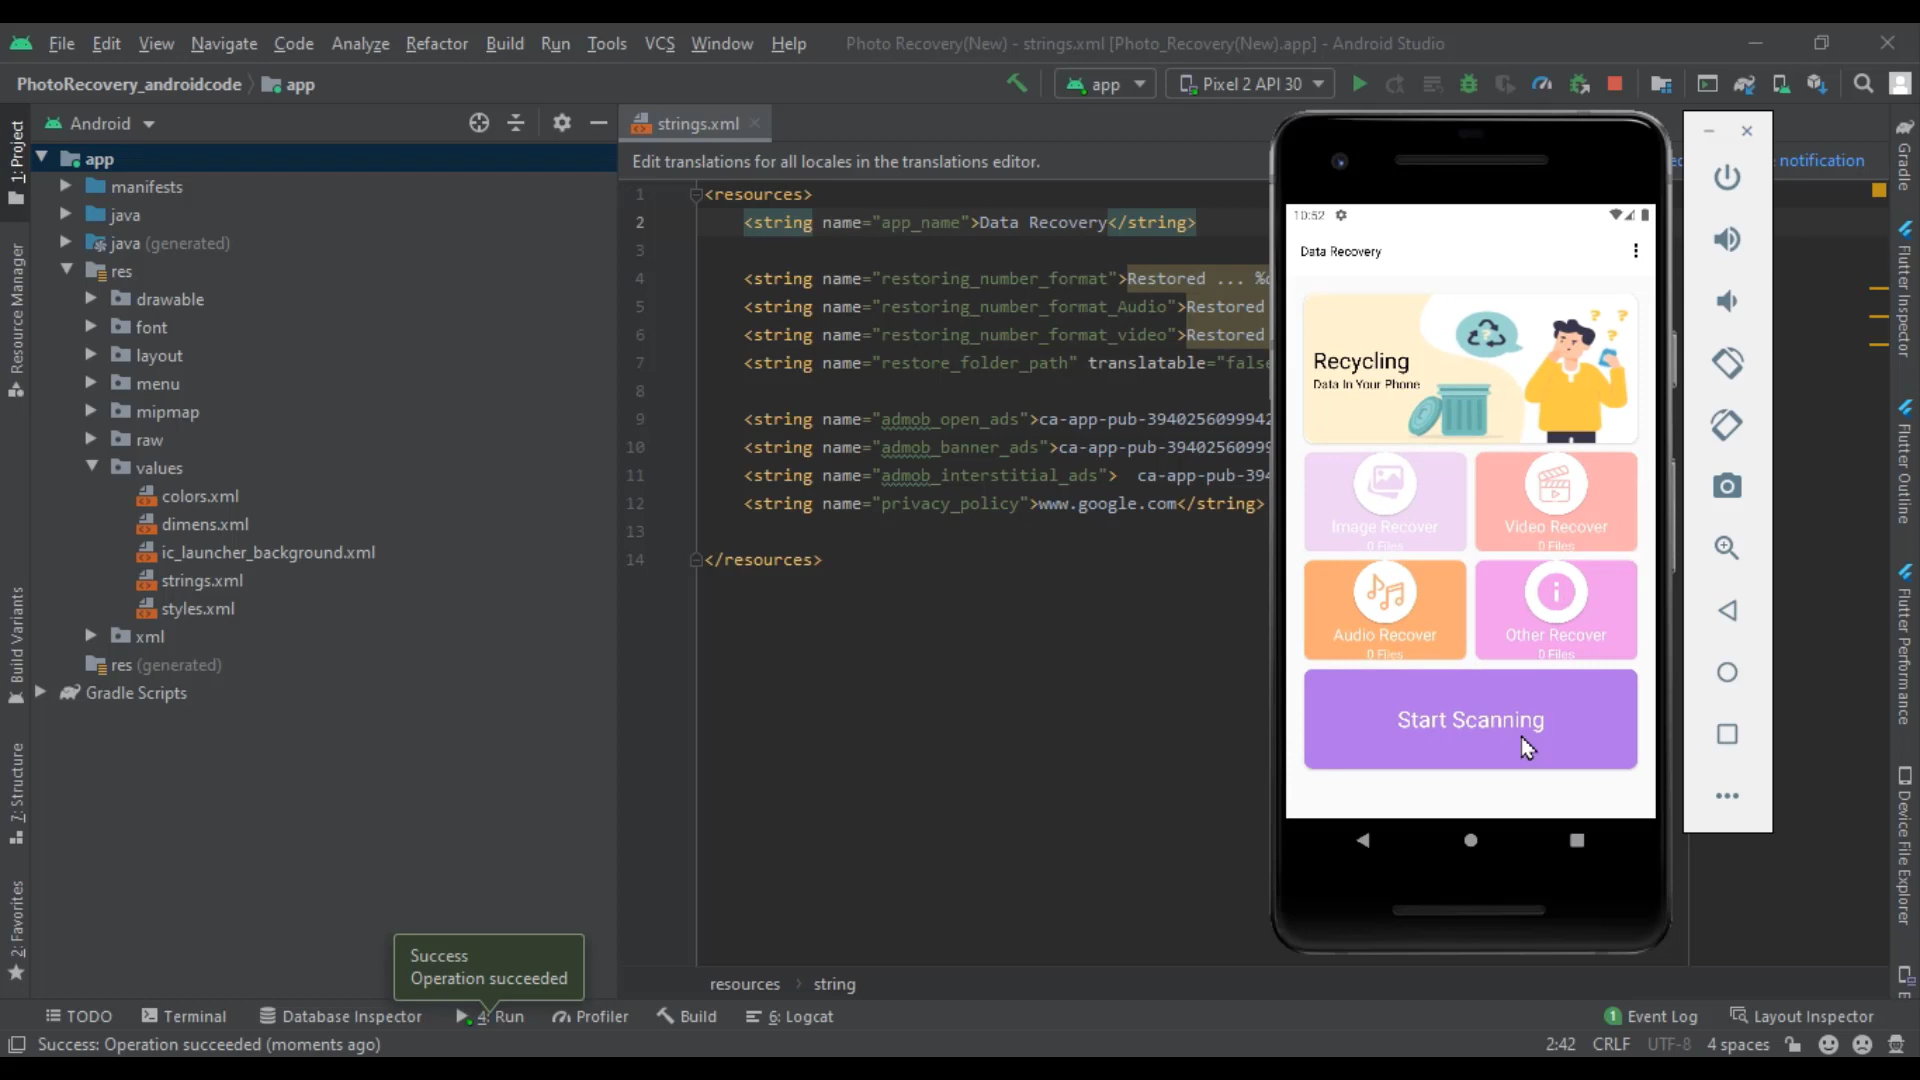 File Edit View Navigate Code Analyze Refactor Build Run Tools VCS Window Help Photo Recovery(New) - strings.xml [Photo_Recovery(New).app] - Android Studio
PhotoRecovery_androidcode app
app
Pixel 2 API 30
Android
strings.xml
Edit translations for all locales in the translations editor.
notification
app
manifests
java
java (generated)
res
drawable
font
layout
menu
mipmap
raw
values
colors.xml
dimens.xml
ic_launcher_background.xml
strings.xml
styles.xml
xml
res (generated)
Gradle Scripts
1 <resources>
2 <string name="app_name">Data Recovery</string>
3
4 <string name="restoring_number_format">Restored ... %
5 <string name="restoring_number_format_Audio">Restored
6 <string name="restoring_number_format_video">Restored
7 <string name="restore_folder_path" translatable="false
8
9 <string name="admob_open_ads">ca-app-pub-3940256099942
10 <string name="admob_banner_ads">ca-app-pub-39402560999
11 <string name="admob_interstitial_ads"> ca-app-pub-394
12 <string name="privacy_policy">www.google.com</string>
13
14 </resources>
10:52
Data Recovery
Recycling
Data In Your Phone
Image Recover
0 Files
Video Recover
0 Files
Audio Recover
0 Files
Other Recover
0 Files
Start Scanning
1: Project
Resource Manager
Build Variants
7: Structure
2: Favorites
Gradle
Flutter Inspector
Flutter Outline
Flutter Performance
Device File Explorer
Success
Operation succeeded
resources string
TODO Terminal Database Inspector 4: Run Profiler Build 6: Logcat
1 Event Log Layout Inspector
Success: Operation succeeded (moments ago)
2:42 CRLF UTF-8 4 spaces